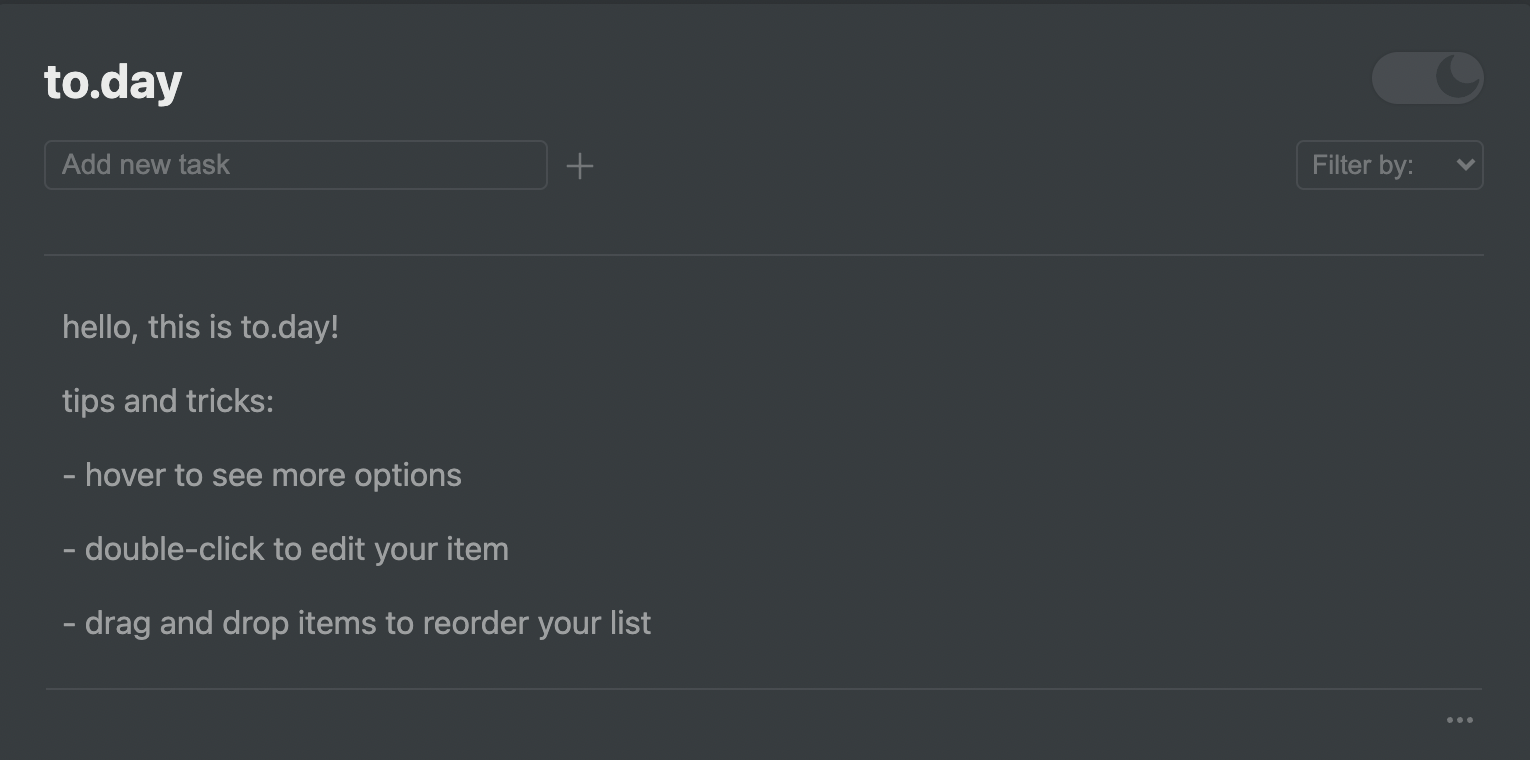 to.day
Add new task
Filter by:
hello, this is to.day!
tips and tricks:
- hover to see more options
- double-click to edit your item
- drag and drop items to reorder your list